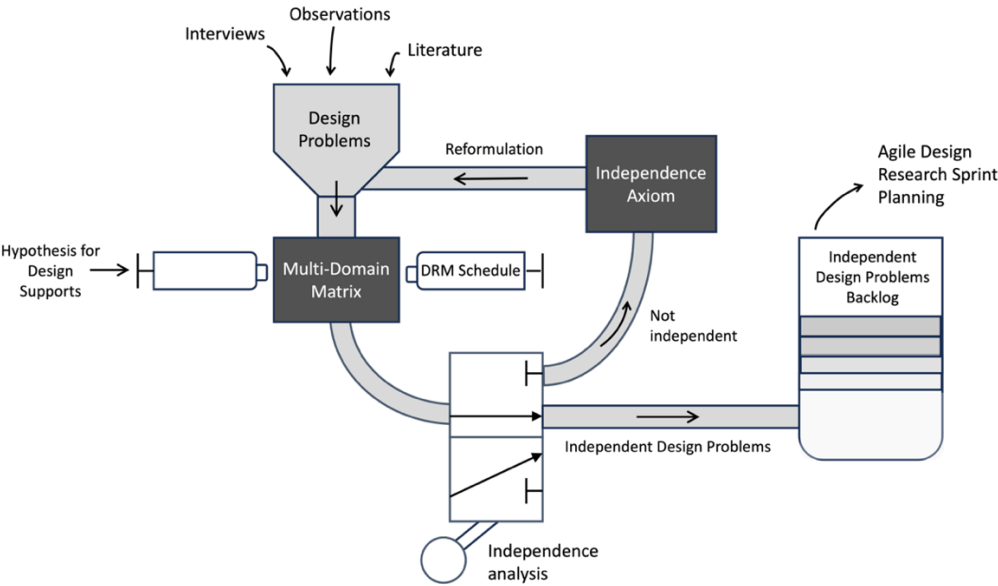 Observations
Interviews
Literature
Design
Problems
Reformulation
Independence
Axiom
Agile Design
Research Sprint
Planning
Hypothesis for
Design
Supports
Multi-Domain
Matrix
DRM Schedule
Independent
Design Problems
Backlog
Not
independent
Independent Design Problems
Independence
analysis